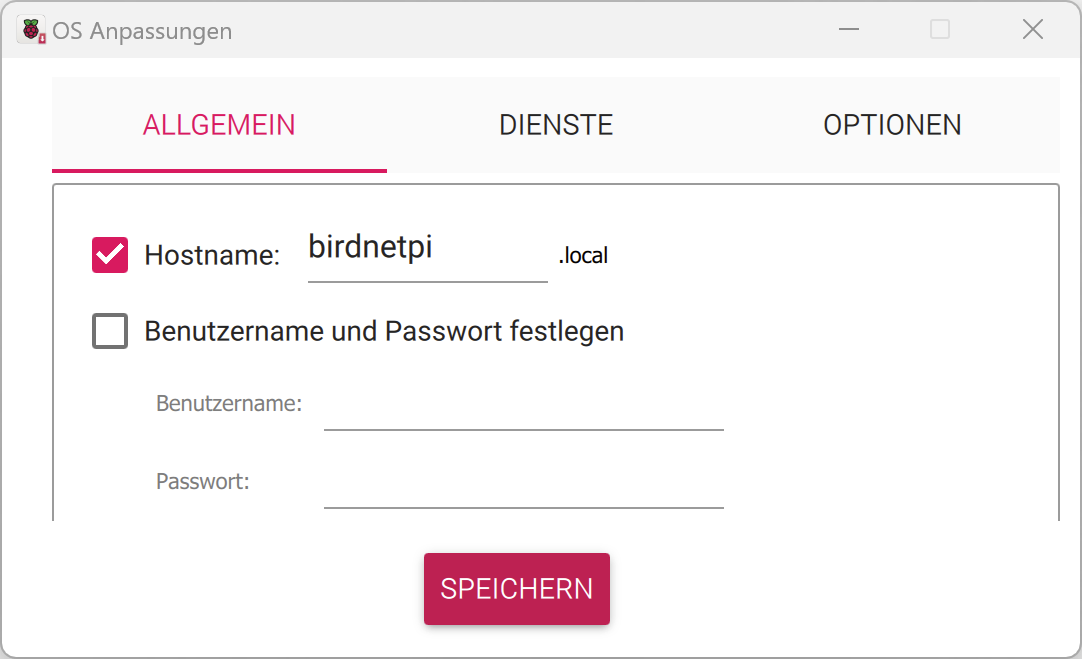 OS Anpassungen
ALLGEMEIN DIENSTE OPTIONEN
Hostname: birdnetpi .local
Benutzername und Passwort festlegen
Benutzername:
Passwort:
SPEICHERN